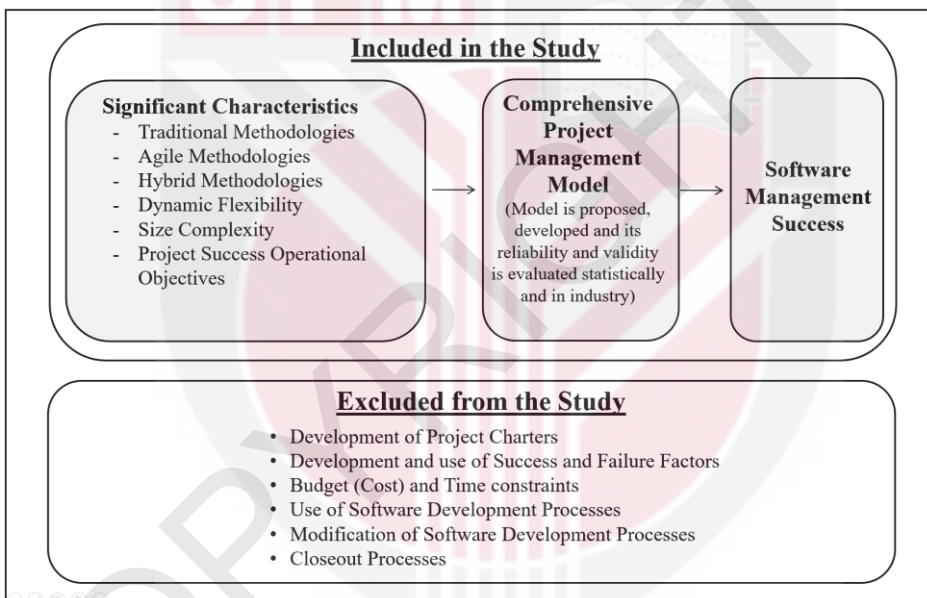 Included in the Study
Significant Characteristics
- Traditional Methodologies
- Agile Methodologies
- Hybrid Methodologies
- Dynamic Flexibility
- Size Complexity
- Project Success Operational
Objectives
Comprehensive
Project
Management
Model
(Model is proposed,
developed and its
reliability and validity
is evaluated statistically
and in industry)
Software
Management
Success
Excluded from the Study
• Development of Project Charters
• Development and use of Success and Failure Factors
• Budget (Cost) and Time constraints
• Use of Software Development Processes
• Modification of Software Development Processes
• Closeout Processes
COPYRIGHT